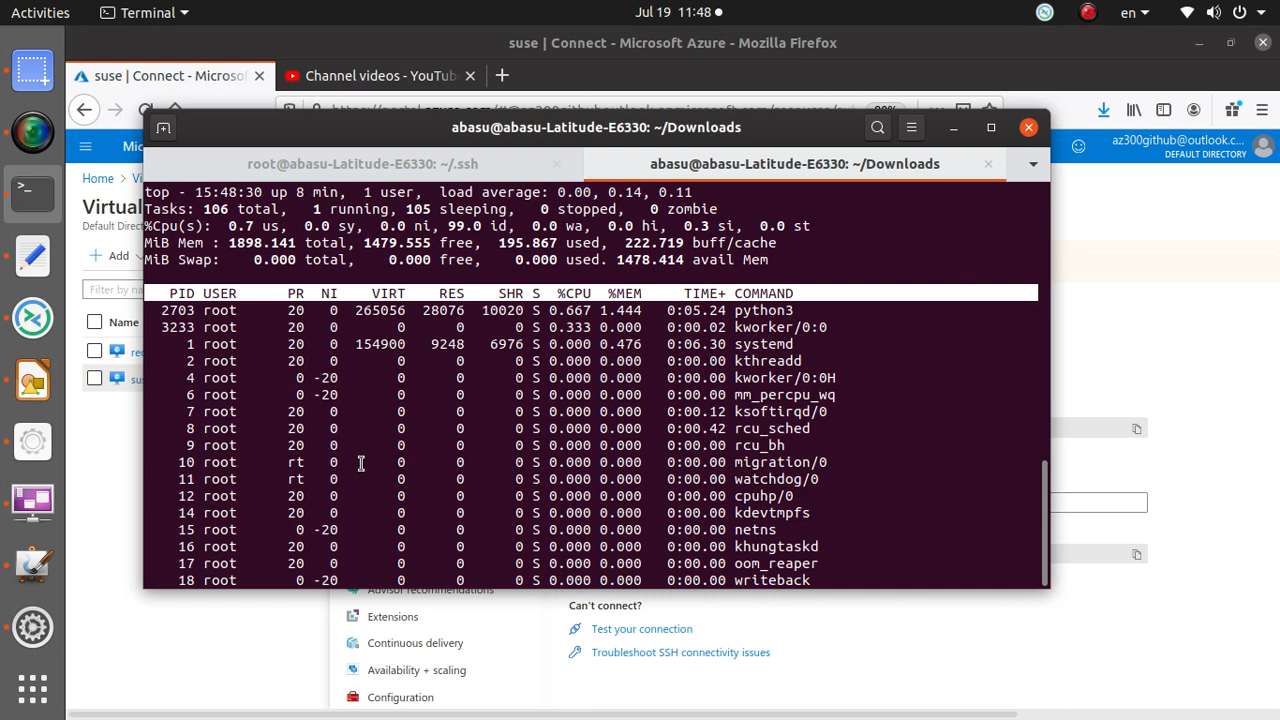 Activities
Terminal
Jul 19 11:48
en
suse | Connect - Microsoft Azure - Mozilla Firefox
suse | Connect - Microsof
Channel videos - YouTub
abasu@abasu-Latitude-E6330: ~/Downloads
root@abasu-Latitude-E6330: ~/.ssh
abasu@abasu-Latitude-E6330: ~/Downloads
az300github@outlook.c...
DEFAULT DIRECTORY
Home
Virtual
Default Direc
Add
Filter by na
Name
top - 15:48:30 up 8 min, 1 user, load average: 0.00, 0.14, 0.11
Tasks: 106 total, 1 running, 105 sleeping, 0 stopped, 0 zombie
%Cpu(s): 0.7 us, 0.0 sy, 0.0 ni, 99.0 id, 0.0 wa, 0.0 hi, 0.3 si, 0.0 st
MiB Mem : 1898.141 total, 1479.555 free, 195.867 used, 222.719 buff/cache
MiB Swap: 0.000 total, 0.000 free, 0.000 used. 1478.414 avail Mem
PID USER PR NI VIRT RES SHR S %CPU %MEM TIME+ COMMAND
2703 root 20 0 265056 28076 10020 S 0.667 1.444 0:05.24 python3
3233 root 20 0 0 0 0 S 0.333 0.000 0:00.02 kworker/0:0
1 root 20 0 154900 9248 6976 S 0.000 0.476 0:06.30 systemd
2 root 20 0 0 0 0 S 0.000 0.000 0:00.00 kthreadd
4 root 0 -20 0 0 0 S 0.000 0.000 0:00.00 kworker/0:0H
6 root 0 -20 0 0 0 S 0.000 0.000 0:00.00 mm_percpu_wq
7 root 20 0 0 0 0 S 0.000 0.000 0:00.12 ksoftirqd/0
8 root 20 0 0 0 0 S 0.000 0.000 0:00.42 rcu_sched
9 root 20 0 0 0 0 S 0.000 0.000 0:00.00 rcu_bh
10 root rt 0 0 0 0 S 0.000 0.000 0:00.00 migration/0
11 root rt 0 0 0 0 S 0.000 0.000 0:00.00 watchdog/0
12 root 20 0 0 0 0 S 0.000 0.000 0:00.00 cpuhp/0
14 root 20 0 0 0 0 S 0.000 0.000 0:00.00 kdevtmpfs
15 root 0 -20 0 0 0 S 0.000 0.000 0:00.00 netns
16 root 20 0 0 0 0 S 0.000 0.000 0:00.00 khungtaskd
17 root 20 0 0 0 0 S 0.000 0.000 0:00.00 oom_reaper
18 root 0 -20 0 0 0 S 0.000 0.000 0:00.00 writeback
Advisor recommendations
Extensions
Continuous delivery
Availability + scaling
Configuration
Can't connect?
Test your connection
Troubleshoot SSH connectivity issues